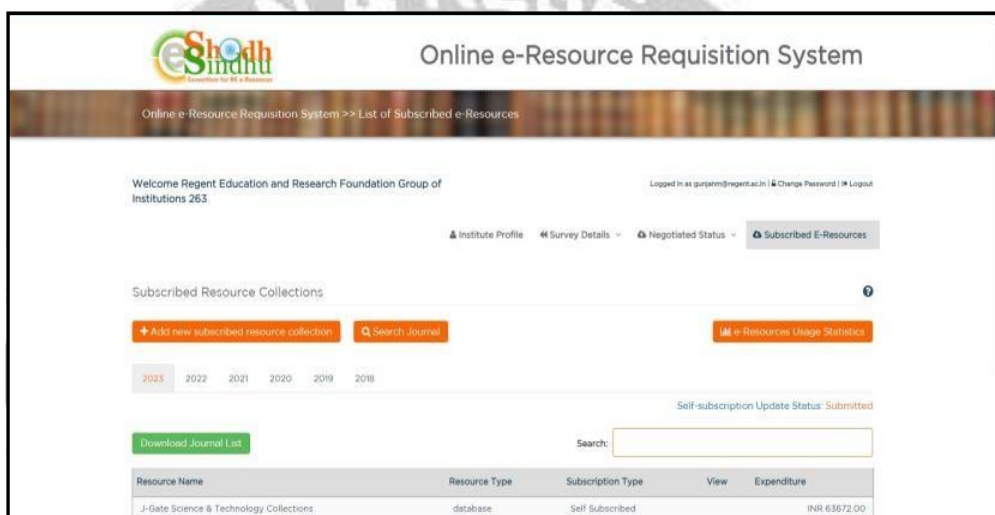 e Shodh
Sindhu
Consortium for HE e-Resources
Online e-Resource Requisition System
Online e-Resource Requisition System >> List of Subscribed e-Resources
Welcome Regent Education and Research Foundation Group of
Institutions 263
Logged in as gunjanm@regent.ac.in | Change Password | Logout
Institute Profile Survey Details Negotiated Status Subscribed E-Resources
Subscribed Resource Collections
+ Add new subscribed resource collection Search Journal e-Resources Usage Statistics
2023 2022 2021 2020 2019 2018
Self-subscription Update Status: Submitted
Download Journal List Search:
Resource Name Resource Type Subscription Type View Expenditure
J-Gate Science & Technology Collections database Self Subscribed INR 63672.00